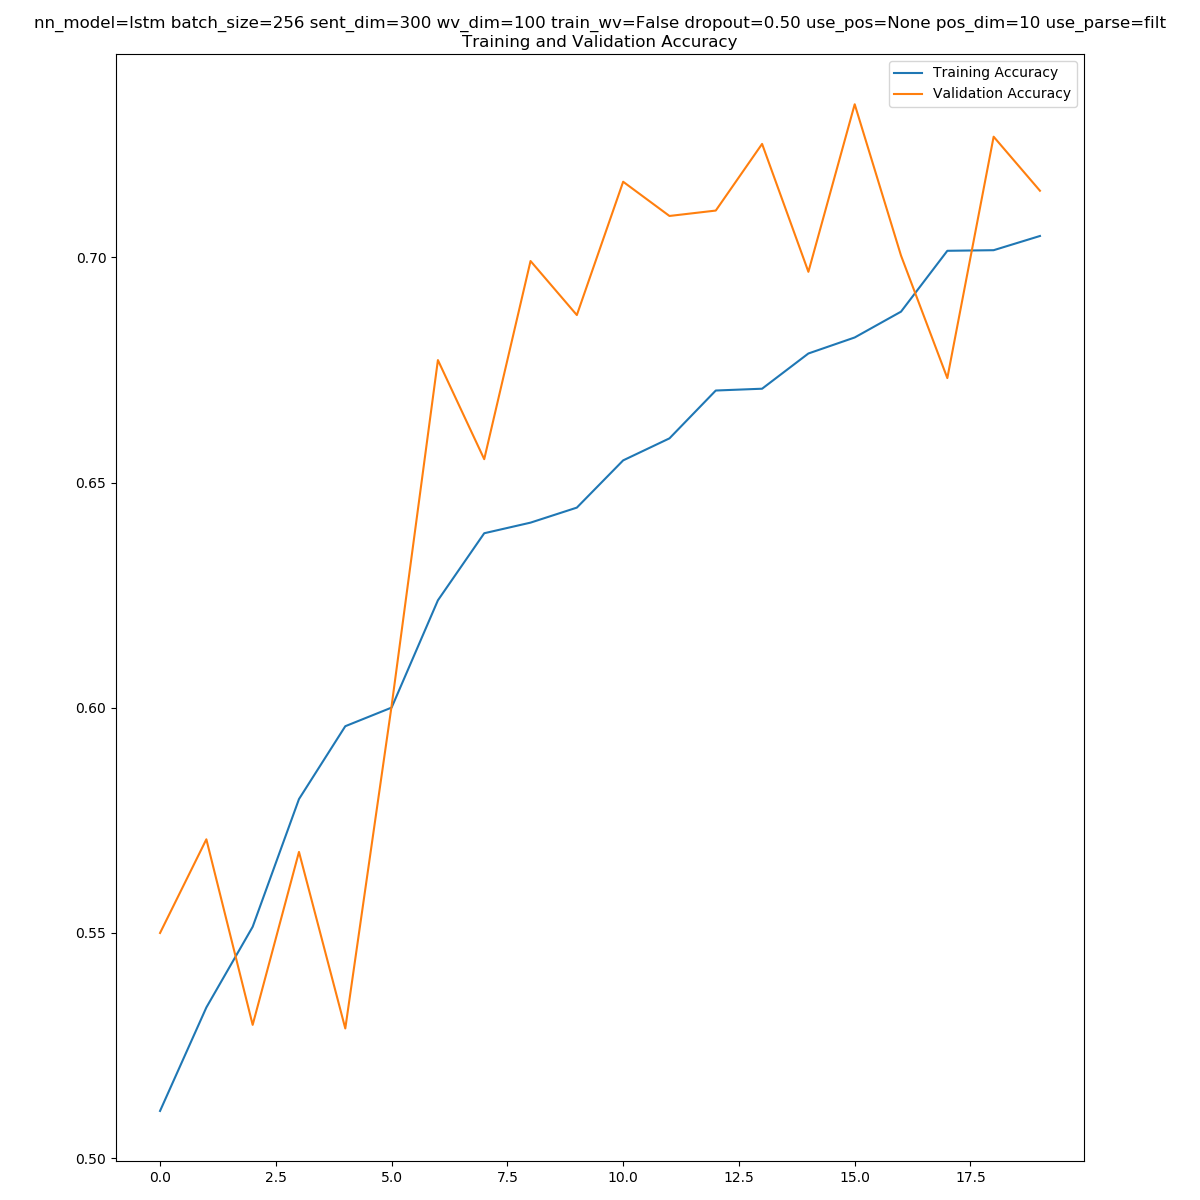 nn_model=lstm batch_size=256 sent_dim=300 wv_dim=100 train_wv=False dropout=0.50 use_pos=None pos_dim=10 use_parse=filt
Training and Validation Accuracy
Training Accuracy
Validation Accuracy
0.70
0.65
0.60
0.55
0.50
0.0 2.5 5.0 7.5 10.0 12.5 15.0 17.5